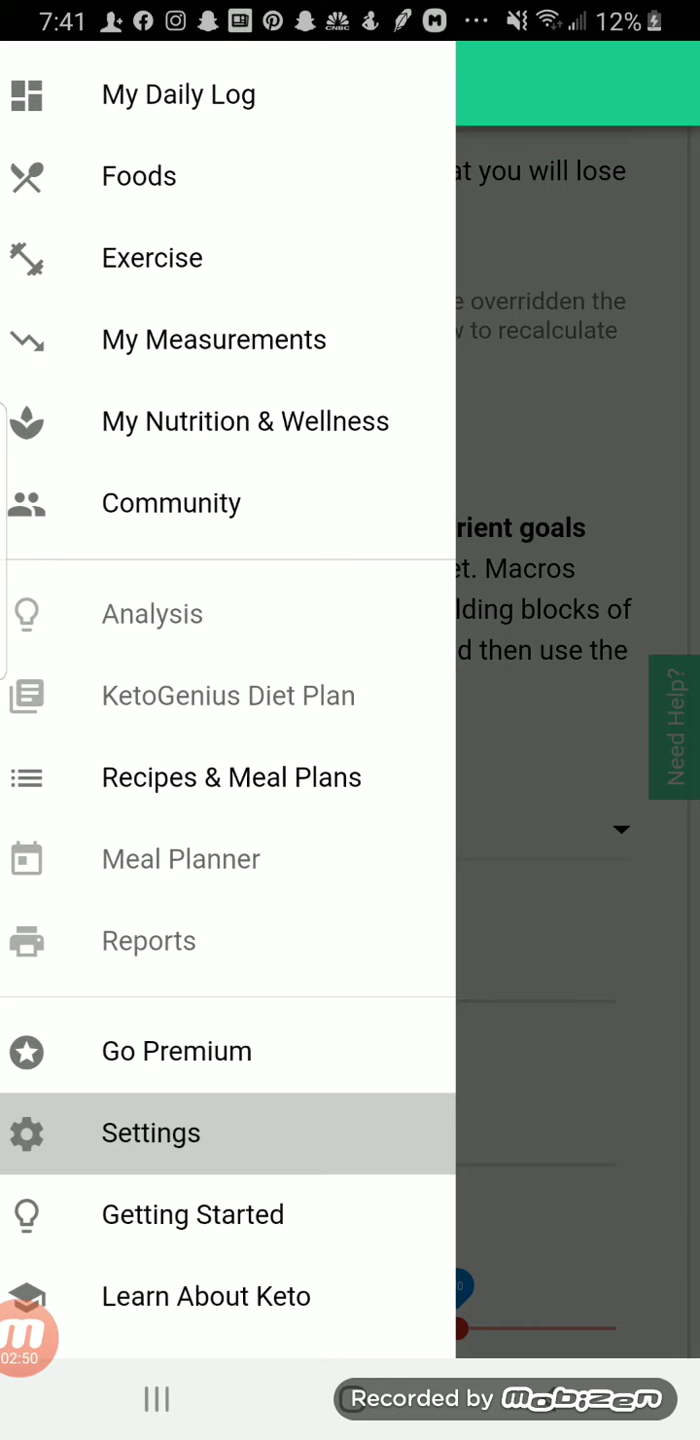 7:41
CNBC
12%
My Daily Log
at you will lose
Foods
Exercise
e overridden the
w to recalculate
My Measurements
My Nutrition & Wellness
Community
rient goals
et. Macros
lding blocks of
d then use the
Analysis
KetoGenius Diet Plan
Need Help?
Recipes & Meal Plans
Meal Planner
Reports
Go Premium
Settings
Getting Started
Learn About Keto
02:50
Recorded by mobizen